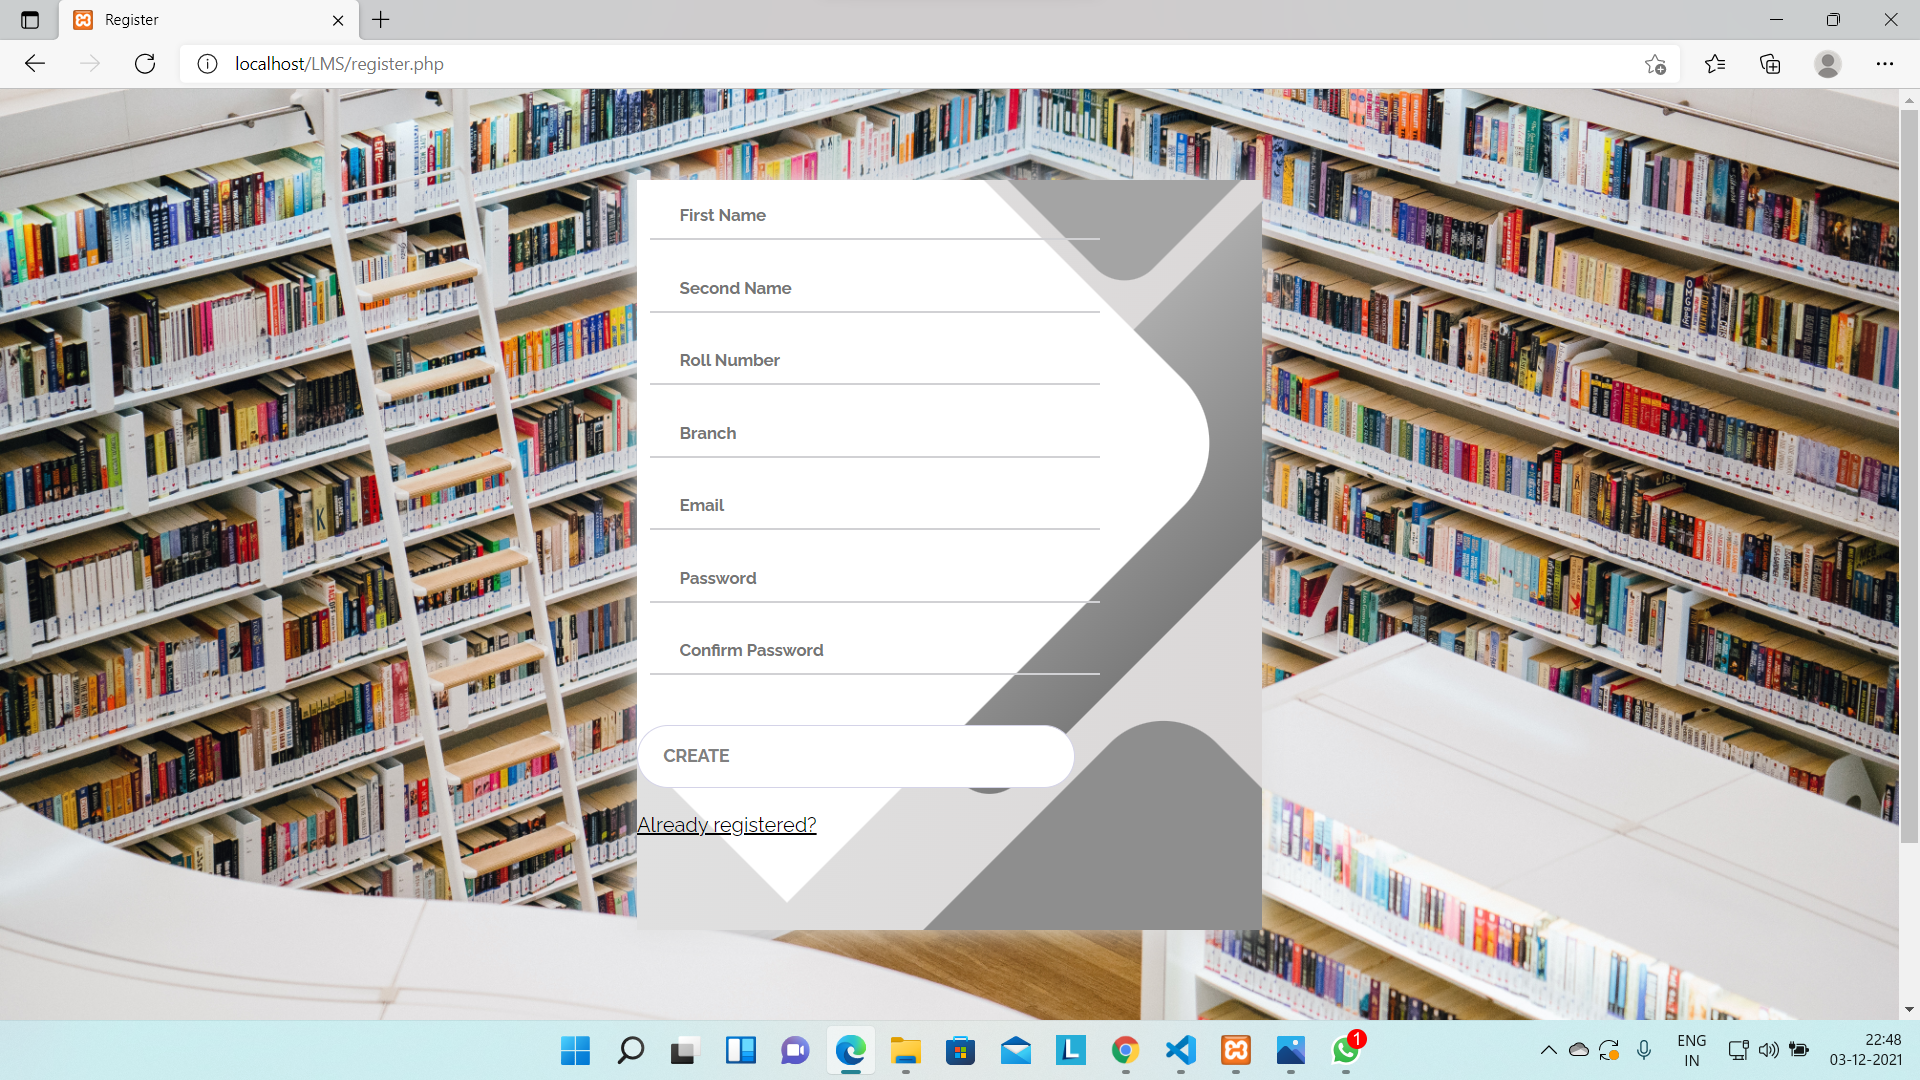 Register
localhost/LMS/register.php
First Name
Second Name
Roll Number
Branch
Email
Password
Confirm Password
CREATE
Already registered?
1
ENG
IN
22:48
03-12-2021